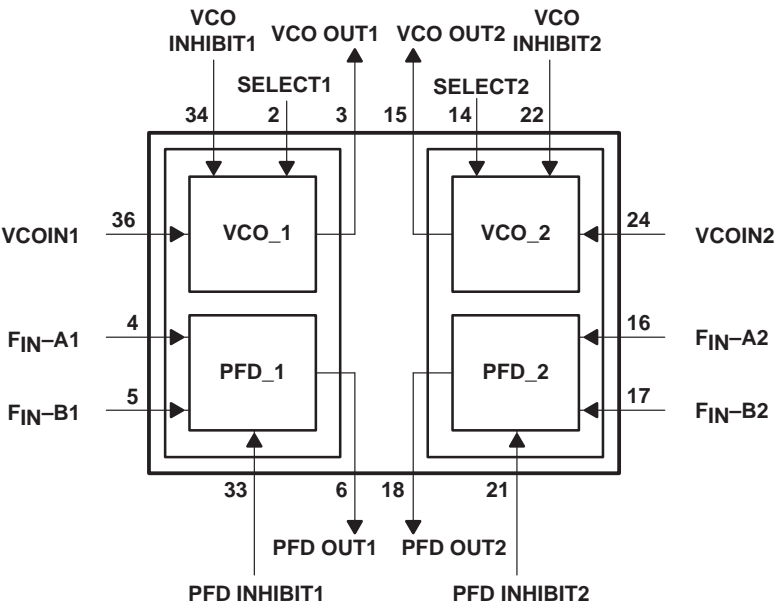 VCO
INHIBIT1
VCO OUT1
VCO OUT2
VCO
INHIBIT2
SELECT1
SELECT2
34
2
3
15
14
22
36
VCOIN1
VCO_1
VCO_2
24
VCOIN2
4
FIN–A1
16
FIN–A2
PFD_1
PFD_2
5
FIN–B1
17
FIN–B2
33
6
18
21
PFD OUT1
PFD OUT2
PFD INHIBIT1
PFD INHIBIT2